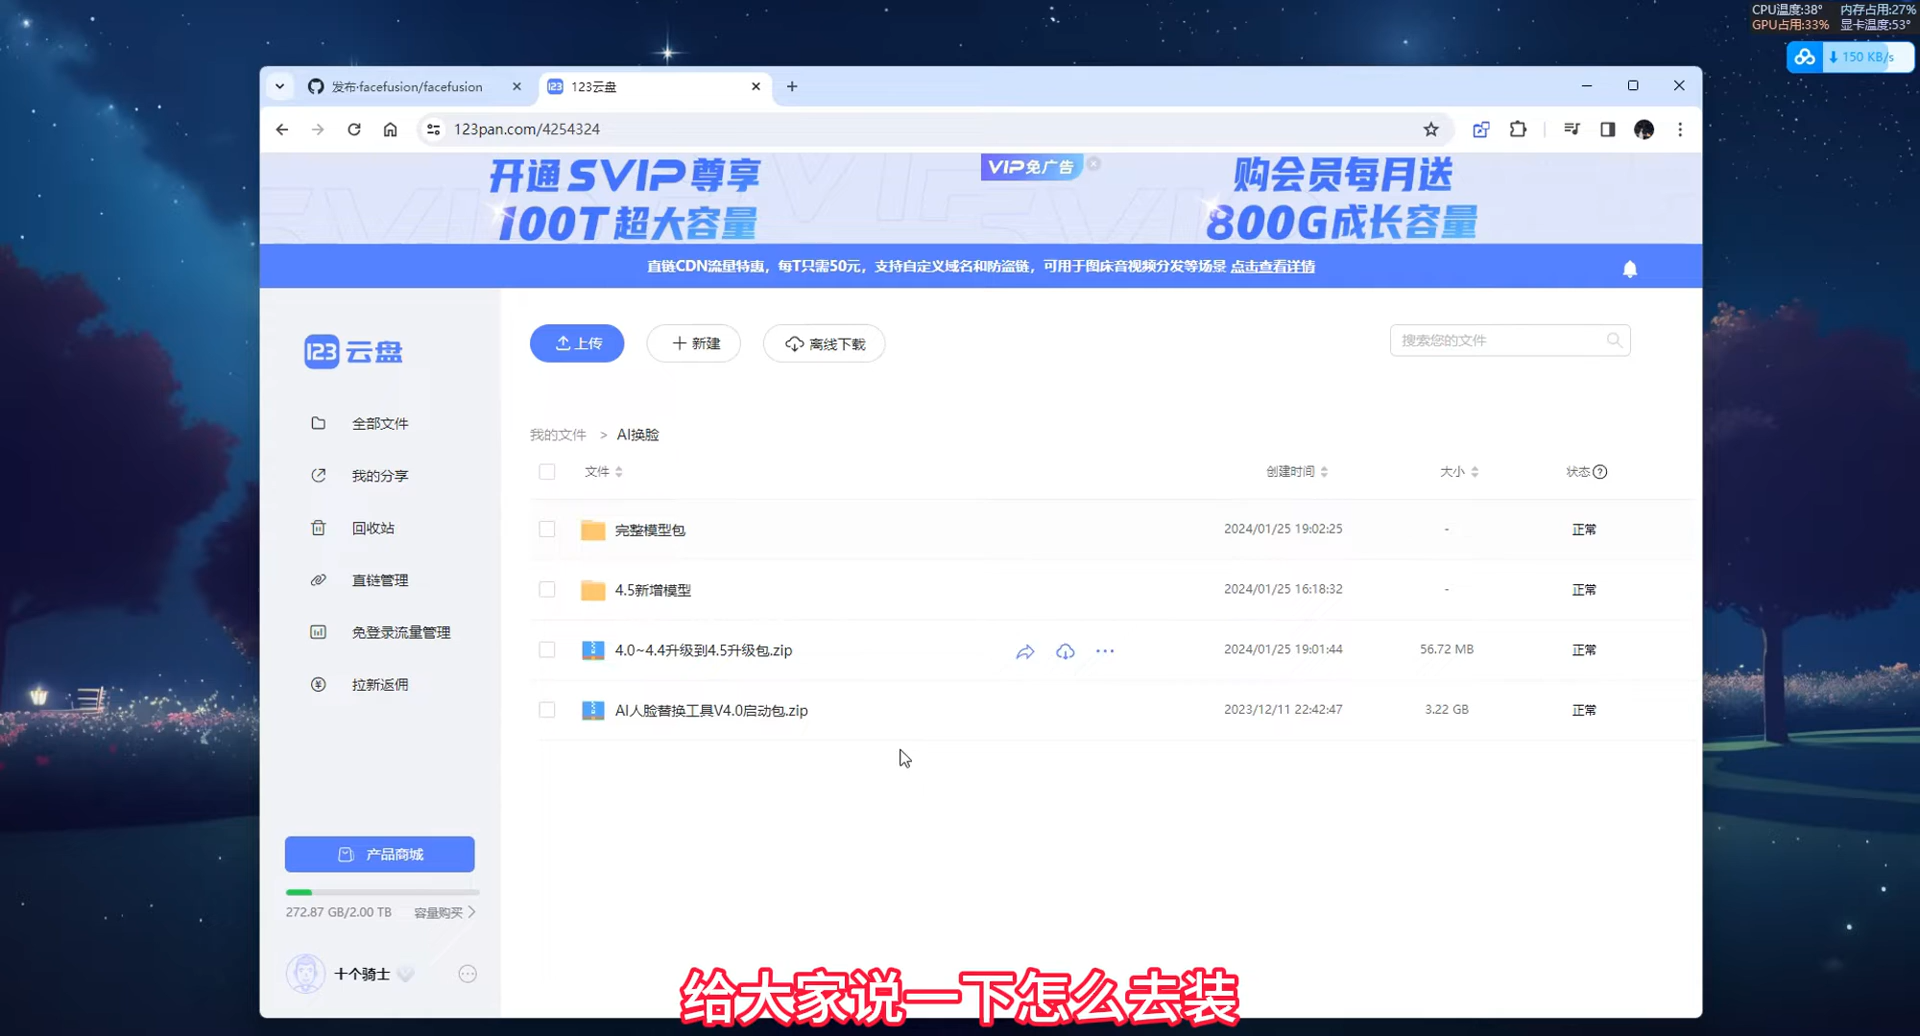 CPU温度:38° 内存占用:27%
GPU占用:33% 显卡温度:53°
150 KB/s
发布·facefusion/facefusion
123云盘
123pan.com/4254324
开通SVIP尊享
100T超大容量
VIP免广告
购会员每月送
800G成长容量
直链CDN流量特惠，每T只需50元，支持自定义域名和防盗链，可用于图床音视频分发等场景 点击查看详情
123云盘
上传
新建
离线下载
搜索您的文件
全部文件
我的分享
回收站
直链管理
免登录流量管理
拉新返佣
我的文件 > AI换脸
文件 创建时间 大小 状态
完整模型包 2024/01/25 19:02:25 - 正常
4.5新增模型 2024/01/25 16:18:32 - 正常
4.0~4.4升级到4.5升级包.zip 2024/01/25 19:01:44 56.72 MB 正常
AI人脸替换工具V4.0启动包.zip 2023/12/11 22:42:47 3.22 GB 正常
产品商城
272.87 GB/2.00 TB 容量购买
十个骑士
给大家说一下怎么去装